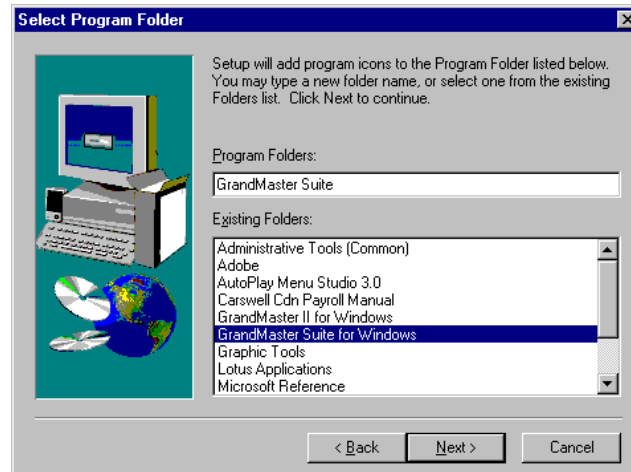 Select Program Folder
Setup will add program icons to the Program Folder listed below.
You may type a new folder name, or select one from the existing
Folders list. Click Next to continue.
Program Folders:
GrandMaster Suite
Existing Folders:
Administrative Tools (Common)
Adobe
AutoPlay Menu Studio 3.0
Carswell Cdn Payroll Manual
GrandMaster II for Windows
GrandMaster Suite for Windows
Graphic Tools
Lotus Applications
Microsoft Reference
< Back
Next >
Cancel